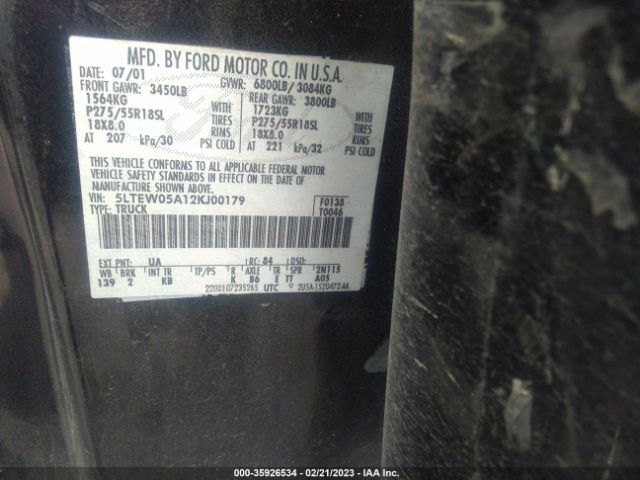 MFD. BY FORD MOTOR CO. IN U.S.A.
DATE: 07/01 GVWR: 6800LB/ 3084KG
FRONT GAWR: 3450LB REAR GAWR: 3800LB
1564KG WITH 1723KG WITH
P275/55R18SL TIRES P275/55R18SL TIRES
18X8.0 RIMS 18X8.0 RIMS
AT 207 kPa/30 PSI COLD AT 221 kPa/32 PSI COLD
THIS VEHICLE CONFORMS TO ALL APPLICABLE FEDERAL MOTOR
VEHICLE SAFETY STANDARDS IN EFFECT ON THE DATE OF
MANUFACTURE SHOWN ABOVE.
VIN: 5LTEW05A12KJ00179 F0138
TYPE: TRUCK T0046
EXT PNT: UA RC: 84 DSO:
WB BRK INT TR TP/PS R AXLE TR SPR 2N115
139 2 KB K B6 E TT A05
2200107235265 UTC 2U5A-1520472-AA
000-35926534 — 02/21/2023 — IAA Inc.